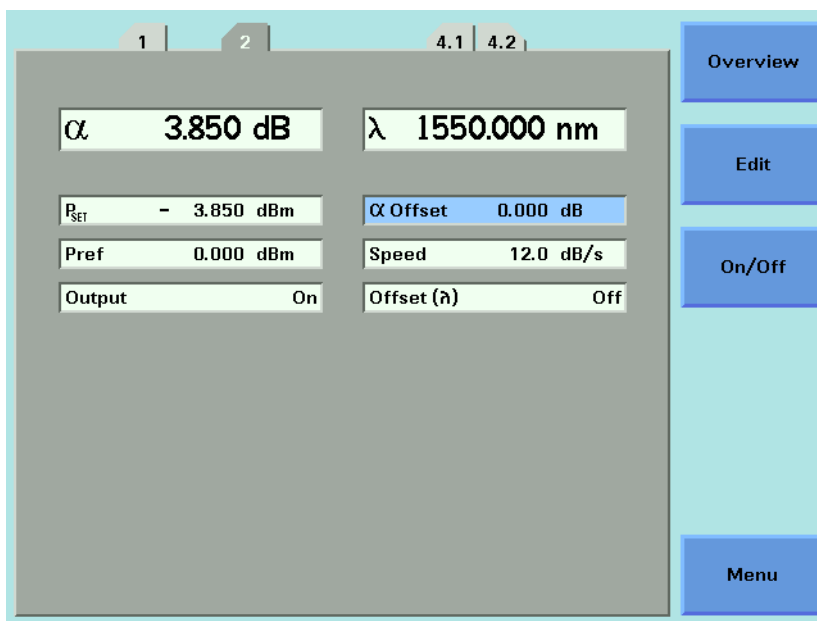 1 2 4.1 4.2
Overview
α 3.850 dB
λ 1550.000 nm
Edit
PSET - 3.850 dBm
α Offset 0.000 dB
Pref 0.000 dBm
Speed 12.0 dB/s
On/Off
Output On
Offset (λ) Off
Menu